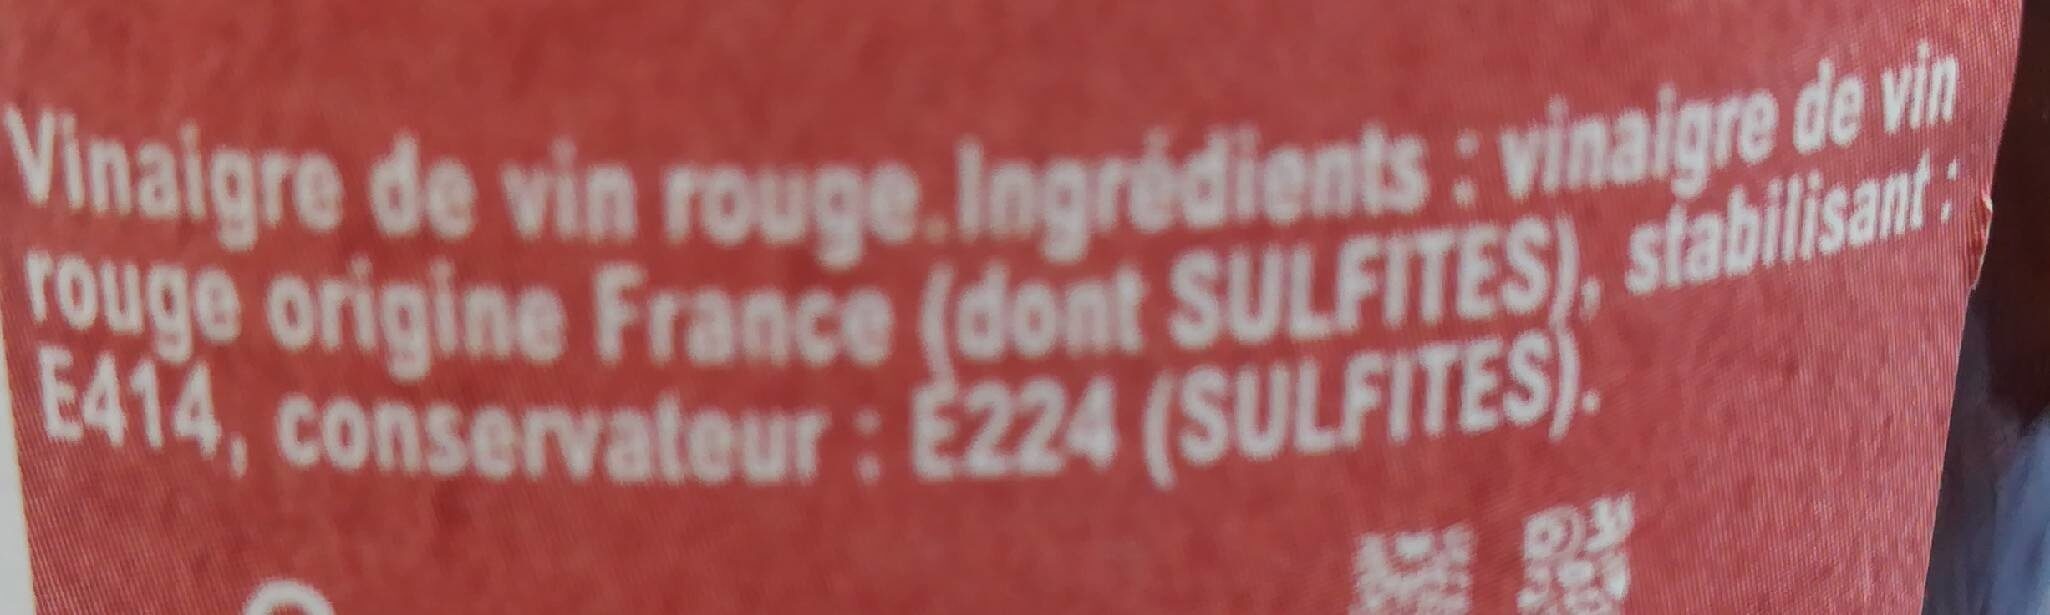 Vinaigre de vin rouge.Ingrédients : vinaigre de vin
rouge origine France (dont SULFITES), stabilisant :
E414, conservateur : E224 (SULFITES).